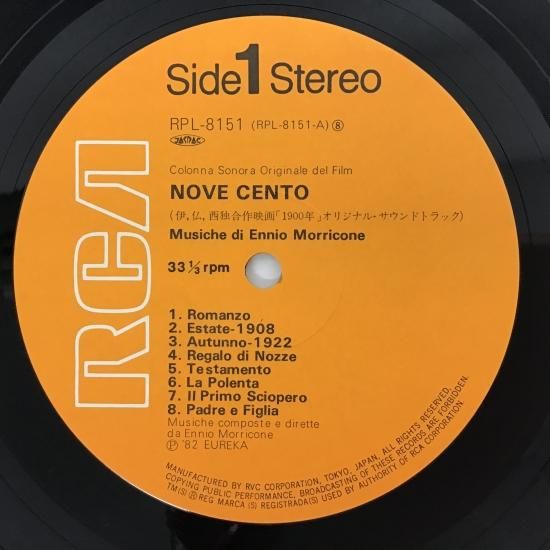 Side 1 Stereo
RPL-8151 (RPL-8151-A) ⑧
JASRAC
Colonna Sonora Originale del Film
NOVE CENTO
(伊,仏,西独合作映画「1900年」オリジナル・サウンドトラック)
Musiche di Ennio Morricone
33 1/3 rpm
RCA
1. Romanzo
2. Estate-1908
3. Autunno-1922
4. Regalo di Nozze
5. Testamento
6. La Polenta
7. Il Primo Sciopero
8. Padre e Figlia
Musiche composte e dirette
da Ennio Morricone
Ⓟ '82 EUREKA
MANUFACTURED BY RVC CORPORATION, TOKYO, JAPAN, ALL RIGHTS RESERVED,
COPYING PUBLIC PERFORMANCE, BROADCASTING OF THESE RECORDS ARE FORBIDDEN.
TM(S) ® REG MARCA (S) REGISTRADA(S) USED BY AUTHORITY OF RCA CORPORATION.